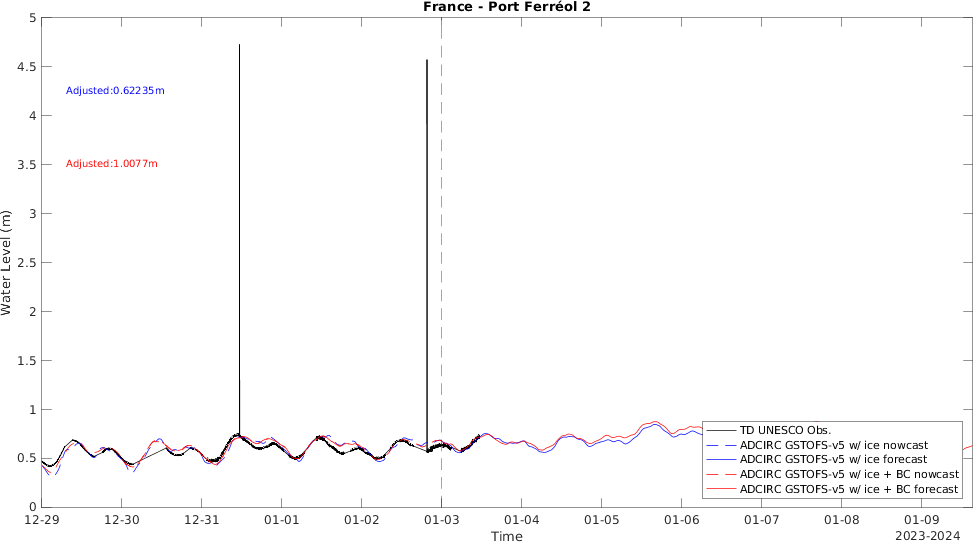 France - Port Ferréol 2
5
4.5
4
3.5
3
2.5
2
1.5
1
0.5
0
Water Level (m)
Adjusted:0.62235m
Adjusted:1.0077m
TD UNESCO Obs.
ADCIRC GSTOFS-v5 w/ ice nowcast
ADCIRC GSTOFS-v5 w/ ice forecast
ADCIRC GSTOFS-v5 w/ ice + BC nowcast
ADCIRC GSTOFS-v5 w/ ice + BC forecast
12-29 12-30 12-31 01-01 01-02 01-03 01-04 01-05 01-06 01-07 01-08 01-09
Time
2023-2024